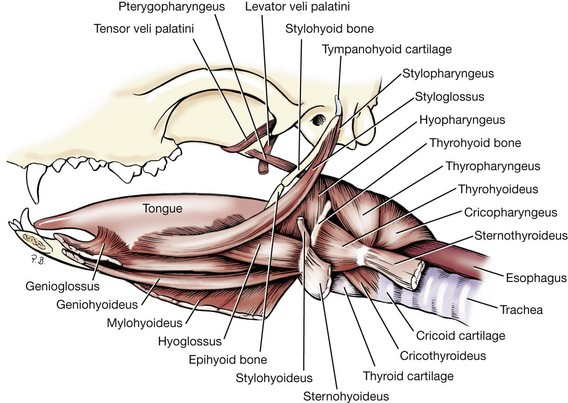 Pterygopharyngeus
Levator veli palatini
Tensor veli palatini
Stylohyoid bone
Tympanohyoid cartilage
Stylopharyngeus
Styloglossus
Hyopharyngeus
Thyrohyoid bone
Thyropharyngeus
Thyrohyoideus
Cricopharyngeus
Sternothyroideus
Tongue
P.B.
Esophagus
Genioglossus
Geniohyoideus
Trachea
Mylohyoideus
Hyoglossus
Cricoid cartilage
Epihyoid bone
Cricothyroideus
Stylohyoideus
Thyroid cartilage
Sternohyoideus